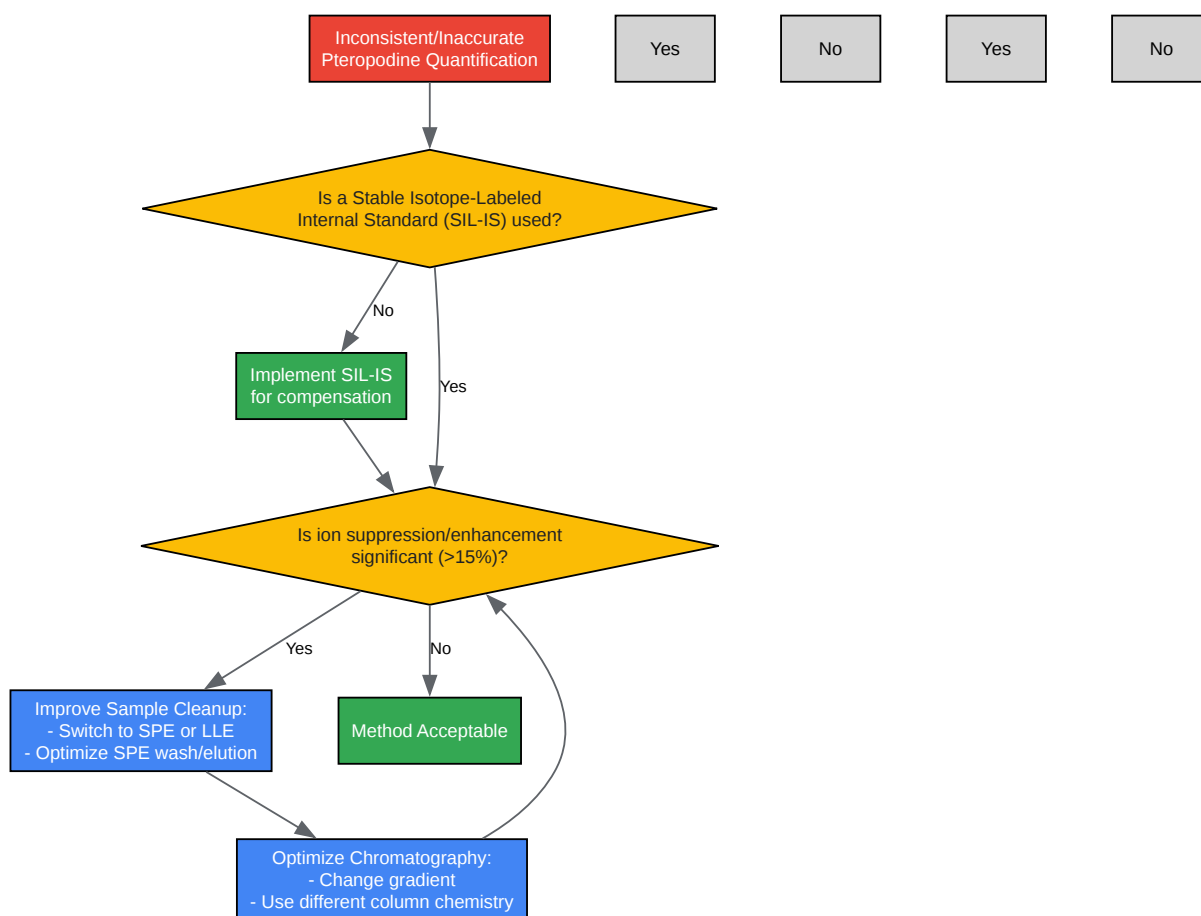 Inconsistent/Inaccurate
Pteropodine Quantification
Yes
No
Yes
No
Is a Stable Isotope-Labeled
Internal Standard (SIL-IS) used?
No
Implement SIL-IS
for compensation
Yes
Is ion suppression/enhancement
significant (>15%)?
Yes
No
Improve Sample Cleanup:
- Switch to SPE or LLE
- Optimize SPE wash/elution
Method Acceptable
Optimize Chromatography:
- Change gradient
- Use different column chemistry